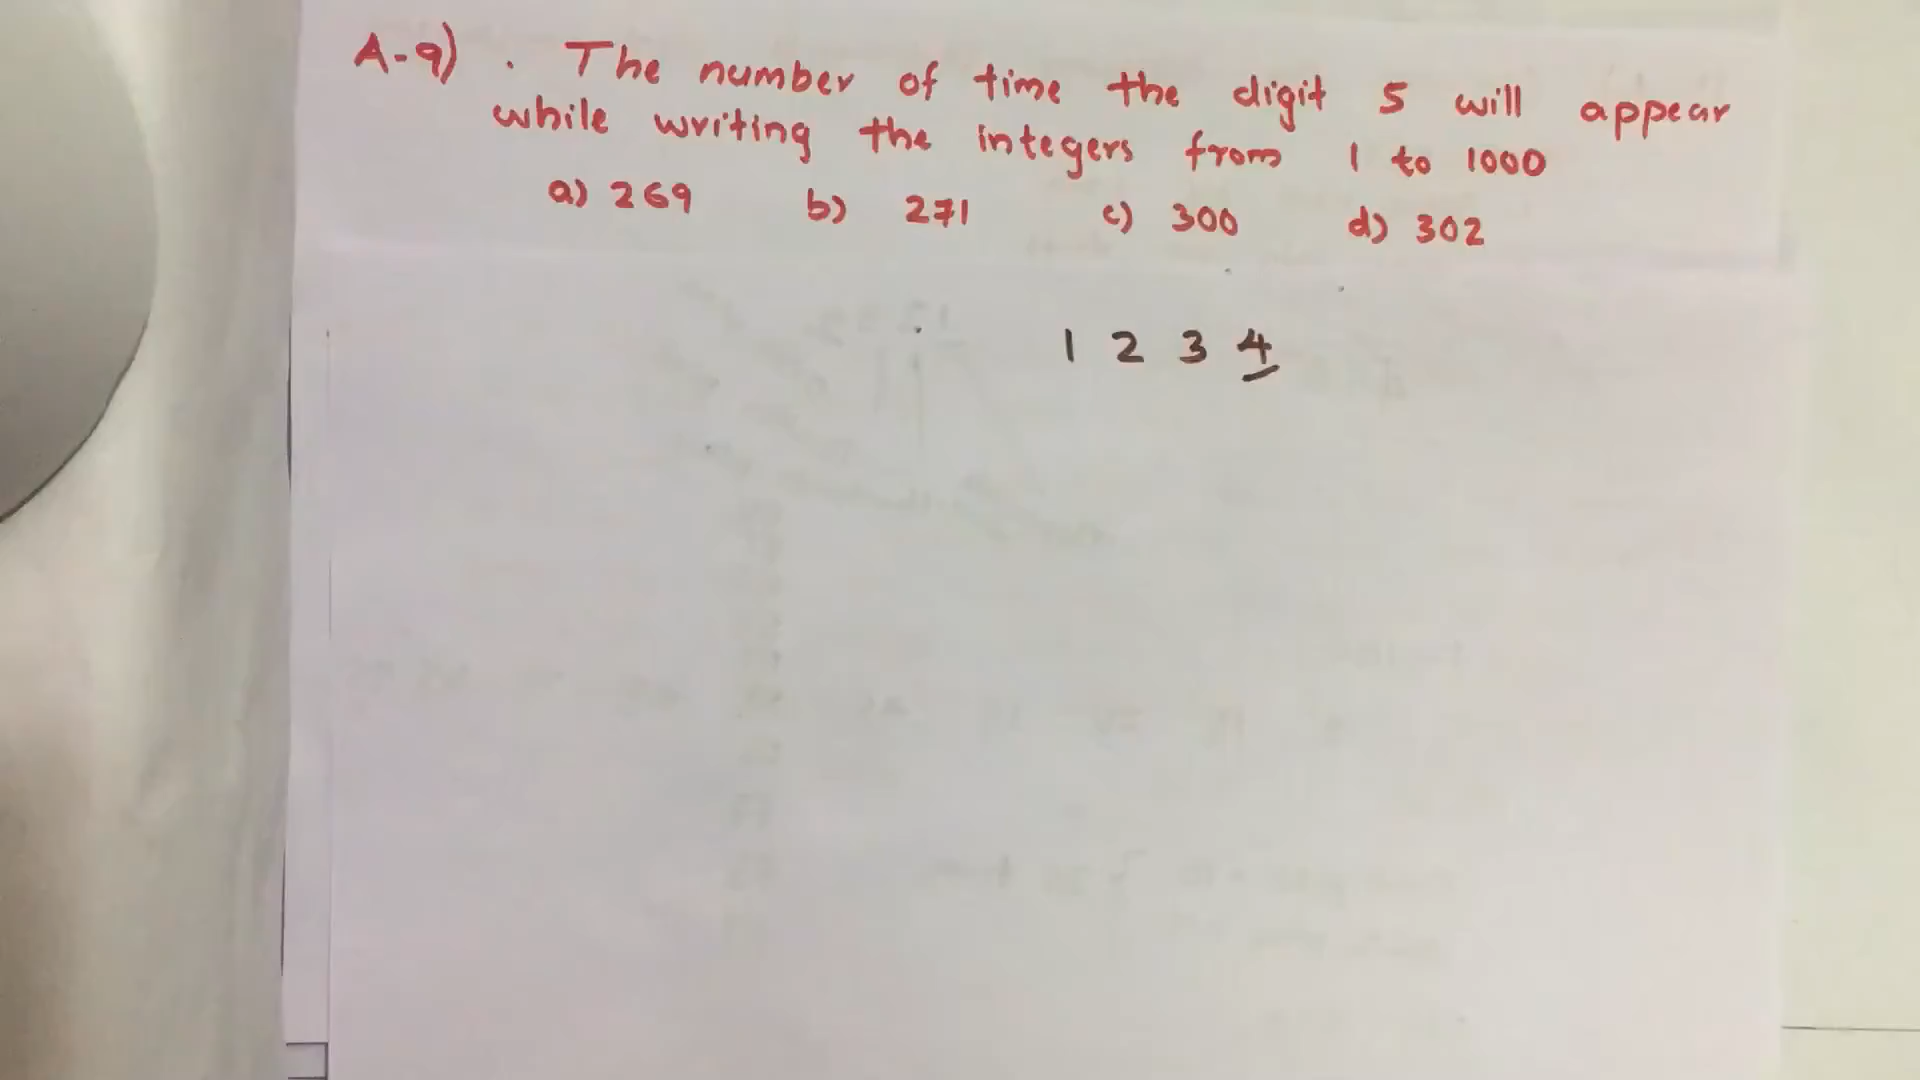 A-9) . The number of time the digit 5 will appear
while writing the integers from 1 to 1000
a) 269 b) 271 c) 300 d) 302
1 2 3 4